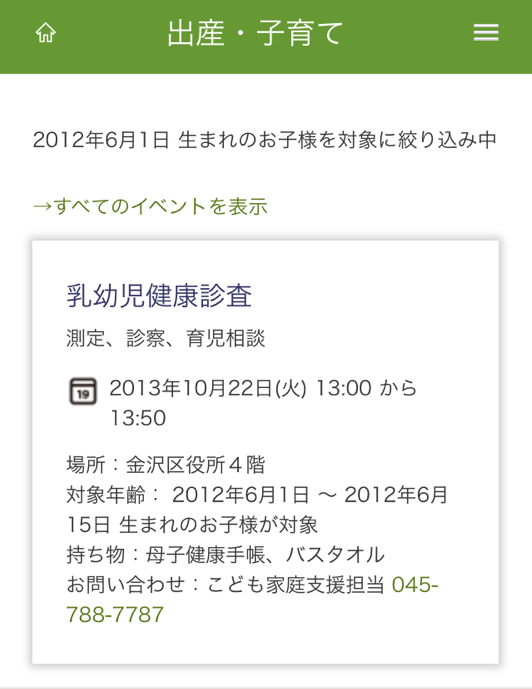 出産・子育て
2012年6月1日 生まれのお子様を対象に絞り込み中
→すべてのイベントを表示
乳幼児健康診査
測定、診察、育児相談
19
2013年10月22日(火) 13:00 から
13:50
場所：金沢区役所４階
対象年齢： 2012年6月1日 〜 2012年6月
15日 生まれのお子様が対象
持ち物：母子健康手帳、バスタオル
お問い合わせ：こども家庭支援担当 045-
788-7787